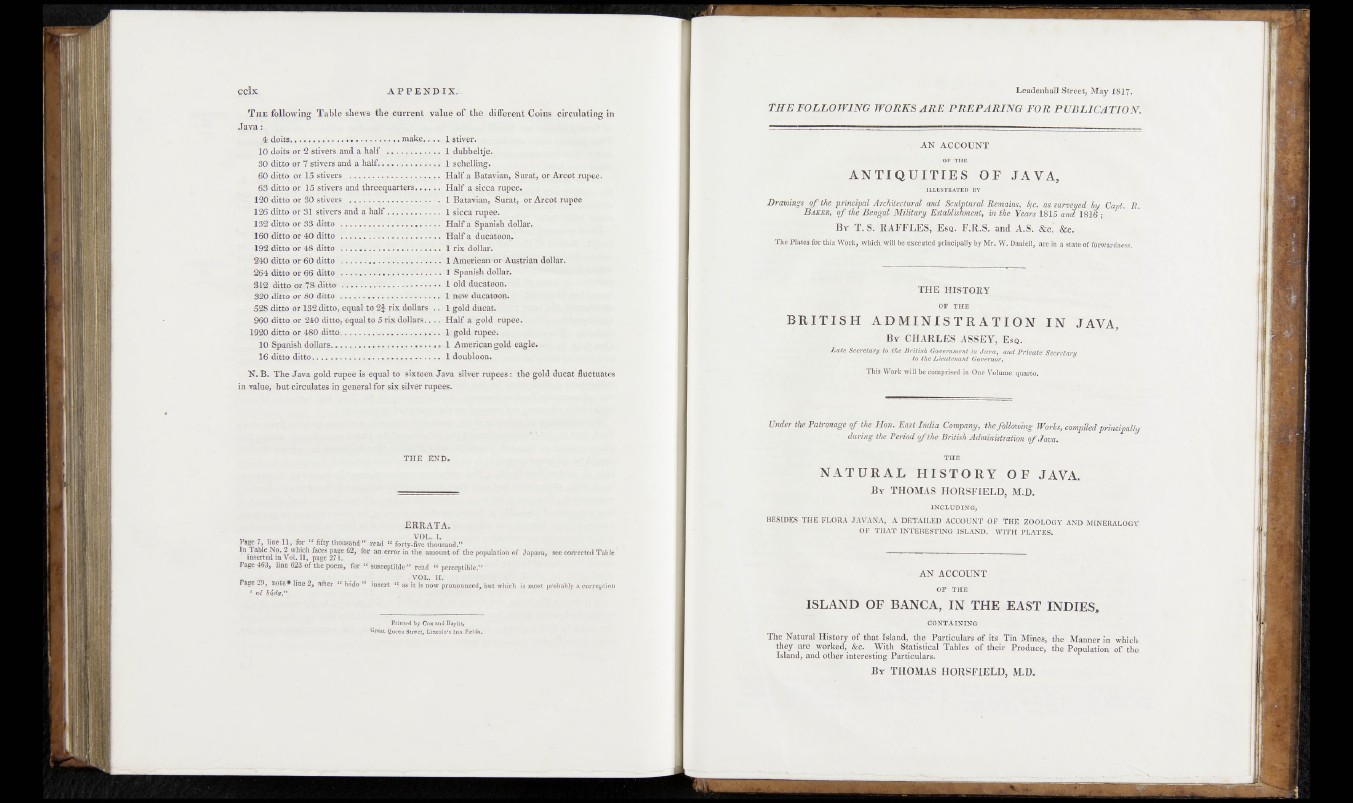 cclx APPENDIX.
THE following Table shews the current value of the different Coins circulating in
Java :
4 doits......................... make.... 1 stiver.
10 doits or 2 stivers and a half ............ 1 dubbeltje.
30 ditto or 7 stivers and a half.............. 1 schelling.
60 ditto or 15 stivers .................... Half a Batavian, Surat, or Arcot rupee.
63 ditto or 15 stivers and threequarters...... Half a sicca rupee.
120 ditto or 30 stivers .................... 1 Batavian, Surat, or Arcot rupee
126 ditto or 31 stivers and a half ............ 1 sicca rupee.
132 ditto or 33 ditto ...................... Half a Spanish dollar.
160 ditto or 40 ditto ...................... Half a ducatoon.
192 ditto or 48 ditto ...................... 1 rix dollar.
240 ditto or 60 ditto ...................... 1 American or Austrian dollar.
264 ditto or 66 ditto ...................... 1 Spanish dollar.
312 ditto or 78 ditto ...................... 1 old ducatoon.
320 ditto or 80 ditto ...................... 1 new ducatoon.
528 ditto or 132 ditto, equal to 2¾ rix dollars .. 1 gold ducat.
960 ditto or 240 ditto, equal to 5 rix dollars.... Half a gold rupee.
1920 ditto or 480 ditto...................... 1 gold rupee.
10 Spanish dollars........................ 1 American gold eagle.
16 ditto ditto............................ 1 doubloon.
N. B. The Java gold rupee is equal to sixteen Java silver rupees : the gold ducat fluctuates
in value, but circulates in general for six silver rupees.
THE END.
ERRATA.
VOL. I.
Page 7, line 11, for " fifty thousand" read " forty-five thousand."
In Table No. 2 which faces page 62, for an error in the amount of the population of Japara, see corrected Table
inserted in Vol. II, page 271.
Page 463, line 623 of the poem, for " susceptible" read " perceptible."
VOL. II.
Page 29, note* line 2, after " hido " insert " as it is now pronounced, but which is most probably a corruption
Printed by Cox and Baylis,
Great Queen Street, Lincoln's Inn Fields.
Leadenhall Street, May 1817.
THE FOLLOWING WORKS ARE PREPARING FOR PUBLICATION.
AN ACCOUNT
OF THE
ANTIQUITIES OF JAVA,
ILLUSTRATED BY
Drawings of the principal Architectural and Sculptural Remains, &c. as surveyed by Capt. R.
BAKER, of the Bengal Military Establishment, in the Years 1815 and 1816 ;
BY T. S. RAFFLES, ESQ. F.R.S. and A.S. &c. &c.
The Plates for this Work, which will be executed principally by Mr. W. Daniell, are in a state of forwardness.
THE HISTORY
OF THE
BRITISH ADMINISTRATION IN JAVA,
BY CHARLES ASSEY, ESQ.
Late Secretary to the British Government in Java, and Private Secretary
to the Lieutenant Governor.
This Work will be comprised in One Volume quarto.
Under the Patronage of the Hon. East India Company, the following Works, compiled principally
during the Period of the British Administration of Java.
THE
NATURAL HISTORY OF JAVA.
BY THOMAS HORSFIELD, M.D.
INCLUDING,
BESIDES THE FLORA JAVANA, A DETAILED ACCOUNT OF THE ZOOLOGY AND MINERALOGY
OF THAT INTERESTING ISLAND. WITH PLATES.
AN ACCOUNT
OF THE
ISLAND OF BANCA, IN THE EAST INDIES,
CONTAINING
The Natural History of that Island, the Particulars of its Tin Mines, the Manner in which
they are worked, &c. With Statistical Tables of their Produce, the Population of the
Island, and other interesting Particulars.
BY THOMAS HORSFIELD, M.D.